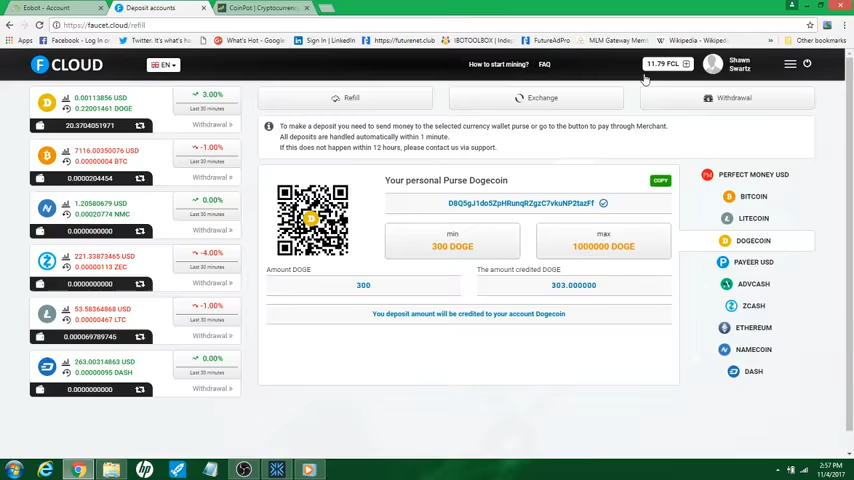 Eobot - Account
Deposit accounts
CoinPot | Cryptocurrency
https://faucet.cloud/refill
Apps
Facebook - Log In or
Twitter. It's what's ha
What's Hot - Google
Sign In | LinkedIn
https://futurenet.club
IBOTOOLBOX | Indep
FutureAdPro
MLM Gateway Mem
Wikipedia - Wikiped
Other bookmarks
F CLOUD
EN
How to start mining?
FAQ
11.79 FCL
Shawn
Swartz
0.00113856 USD
0.22001461 DOGE
20.3704051971
3.00%
Last 30 minutes
Withdrawal »
7116.00350076 USD
0.00000004 BTC
0.0000204454
-1.00%
Last 30 minutes
Withdrawal »
1.20580679 USD
0.00020774 NMC
0.0000000000
0.00%
Last 30 minutes
Withdrawal »
221.33873465 USD
0.00000113 ZEC
0.0000000000
-4.00%
Last 30 minutes
Withdrawal »
53.58364868 USD
0.00000467 LTC
0.000069789745
-1.00%
Last 30 minutes
Withdrawal »
263.00314863 USD
0.00000095 DASH
0.0000000000
0.00%
Last 30 minutes
Withdrawal »
Refill
Exchange
Withdrawal
To make a deposit you need to send money to the selected currency wallet purse or go to the button to pay through Merchant.
All deposits are handled automatically within 1 minute.
If this does not happen within 12 hours, please contact us via support.
Your personal Purse Dogecoin
COPY
D8Q5gJ1do5ZpHRunqRZgzC7vkuNP2tazFf
min
300 DOGE
max
1000000 DOGE
Amount DOGE
300
The amount credited DOGE
303.000000
You deposit amount will be credited to your account Dogecoin
PERFECT MONEY USD
BITCOIN
LITECOIN
DOGECOIN
PAYEER USD
ADVCASH
ZCASH
ETHEREUM
NAMECOIN
DASH
2:57 PM
11/4/2017